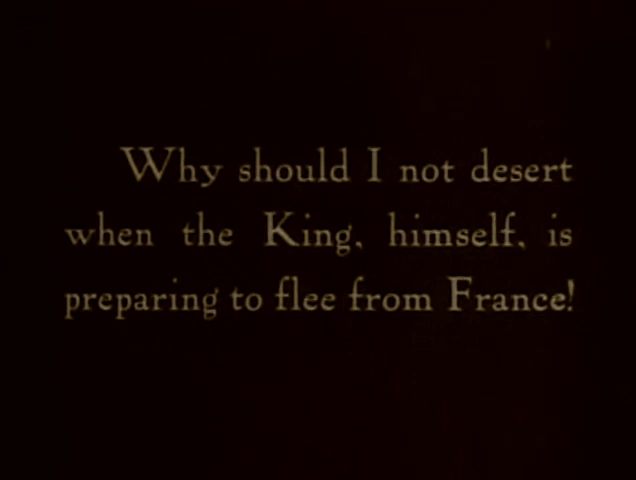 Why should I not desert
when the King, himself, is
preparing to flee from France!